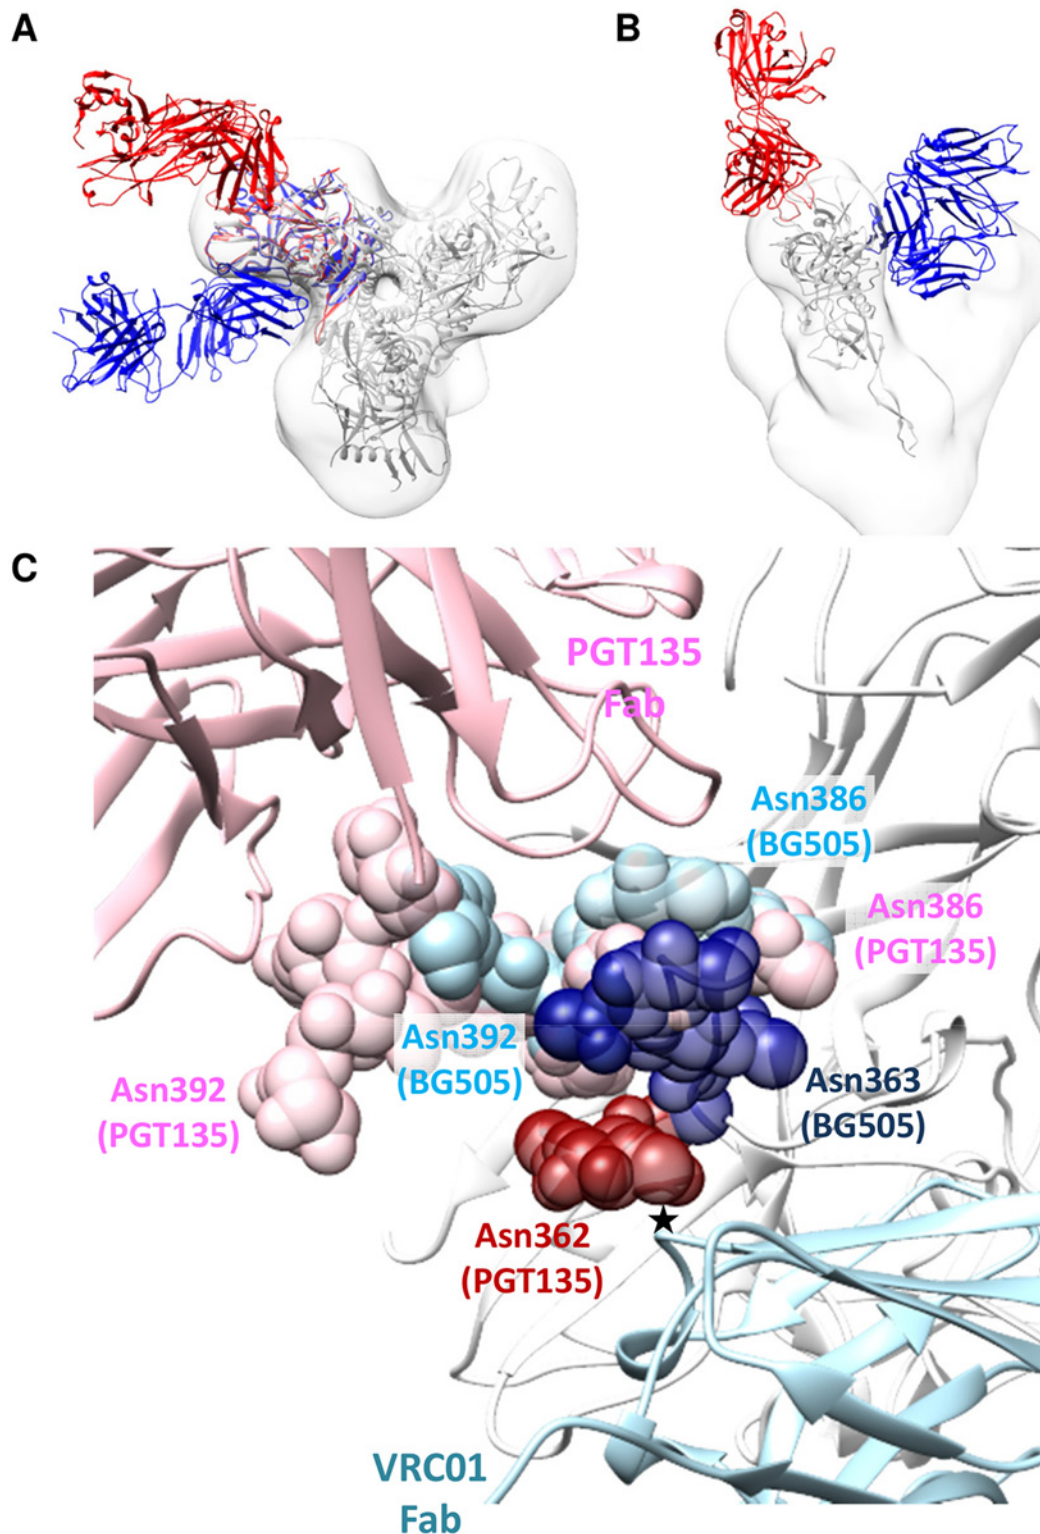 A
B
C
PGT135
Fab
Asn386
(BG505)
Asn386
(PGT135)
Asn392
(BG505)
Asn392
(PGT135)
Asn363
(BG505)
Asn362
(PGT135)
VRC01
Fab